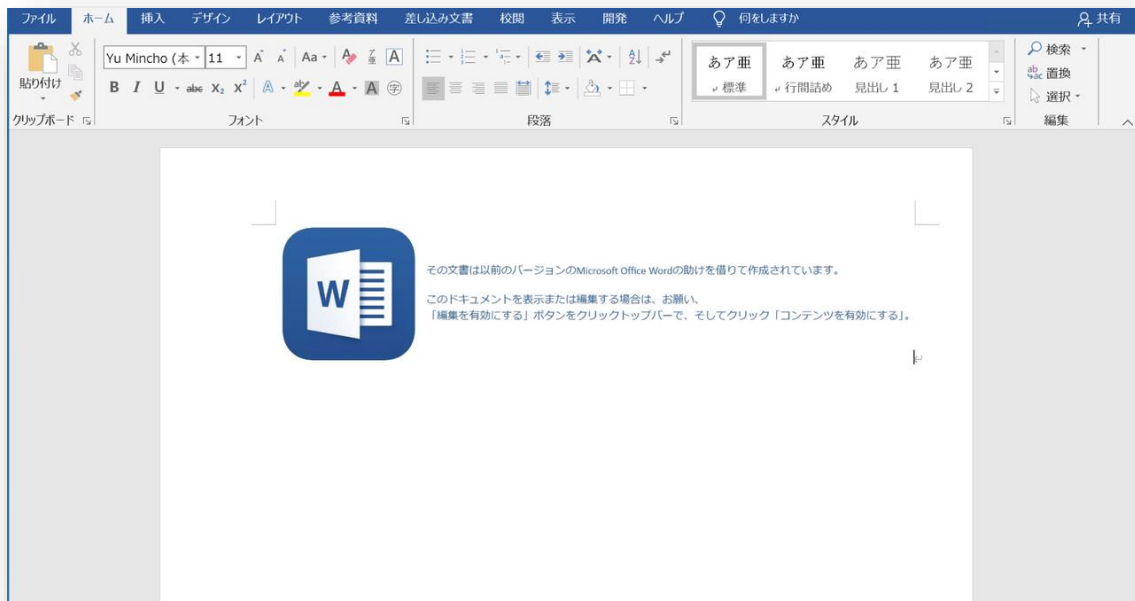 ファイル ホーム 挿入 デザイン レイアウト 参考資料 差し込み文書 校閲 表示 開発 ヘルプ 何をしますか 共有
Yu Mincho (本 11 A A Aa A 亜 A
あア亜 あア亜 あア亜 あア亜
検索
貼り付け
B I U abc X₂ X² A aby A A 字
標準 行間詰め 見出し 1 見出し 2
置換
選択
クリップボード フォント 段落 スタイル 編集
W
その文書は以前のバージョンのMicrosoft Office Wordの助けを借りて作成されています。
このドキュメントを表示または編集する場合は、お願い、
「編集を有効にする」ボタンをクリックトップバーで、そしてクリック「コンテンツを有効にする」。